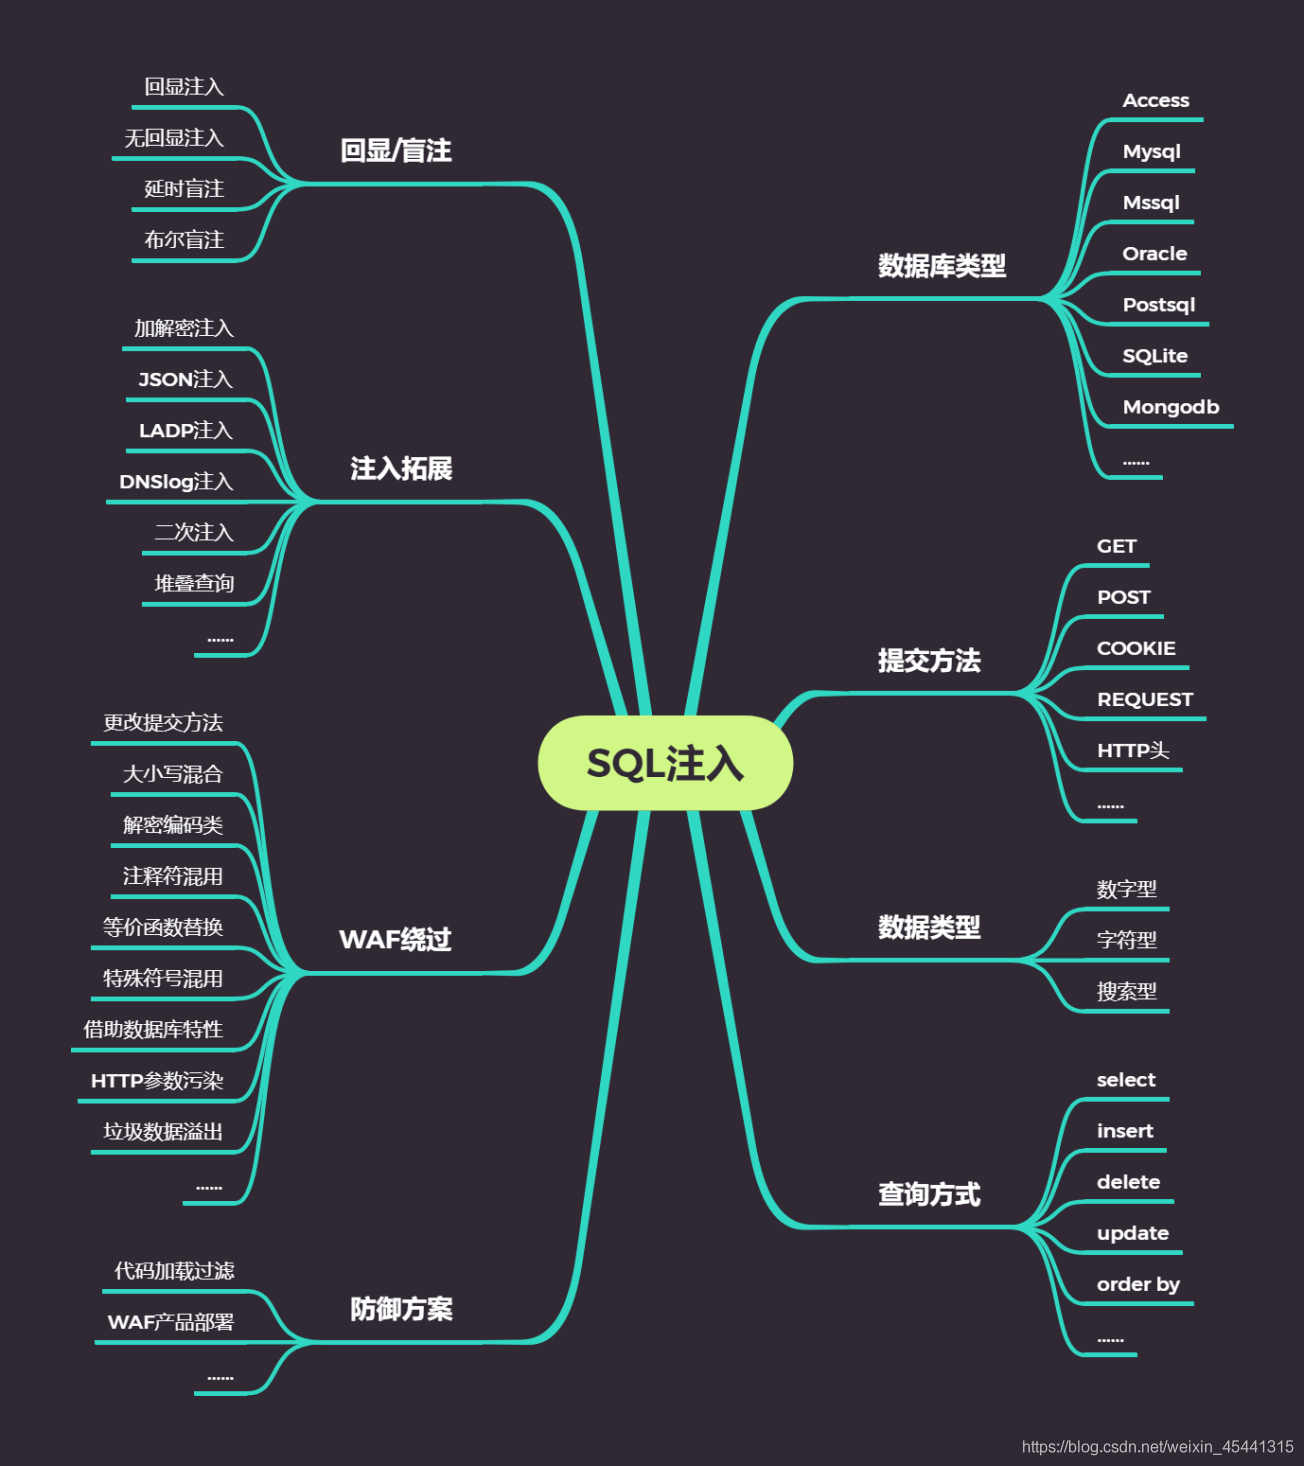 SQL注入
回显/盲注
回显注入
无回显注入
延时盲注
布尔盲注
注入拓展
加解密注入
JSON注入
LADP注入
DNSlog注入
二次注入
堆叠查询
......
WAF绕过
更改提交方法
大小写混合
解密编码类
注释符混用
等价函数替换
特殊符号混用
借助数据库特性
HTTP参数污染
垃圾数据溢出
......
防御方案
代码加载过滤
WAF产品部署
......
数据库类型
Access
Mysql
Mssql
Oracle
Postsql
SQLite
Mongodb
......
提交方法
GET
POST
COOKIE
REQUEST
HTTP头
......
数据类型
数字型
字符型
搜索型
查询方式
select
insert
delete
update
order by
......
https://blog.csdn.net/weixin_45441315